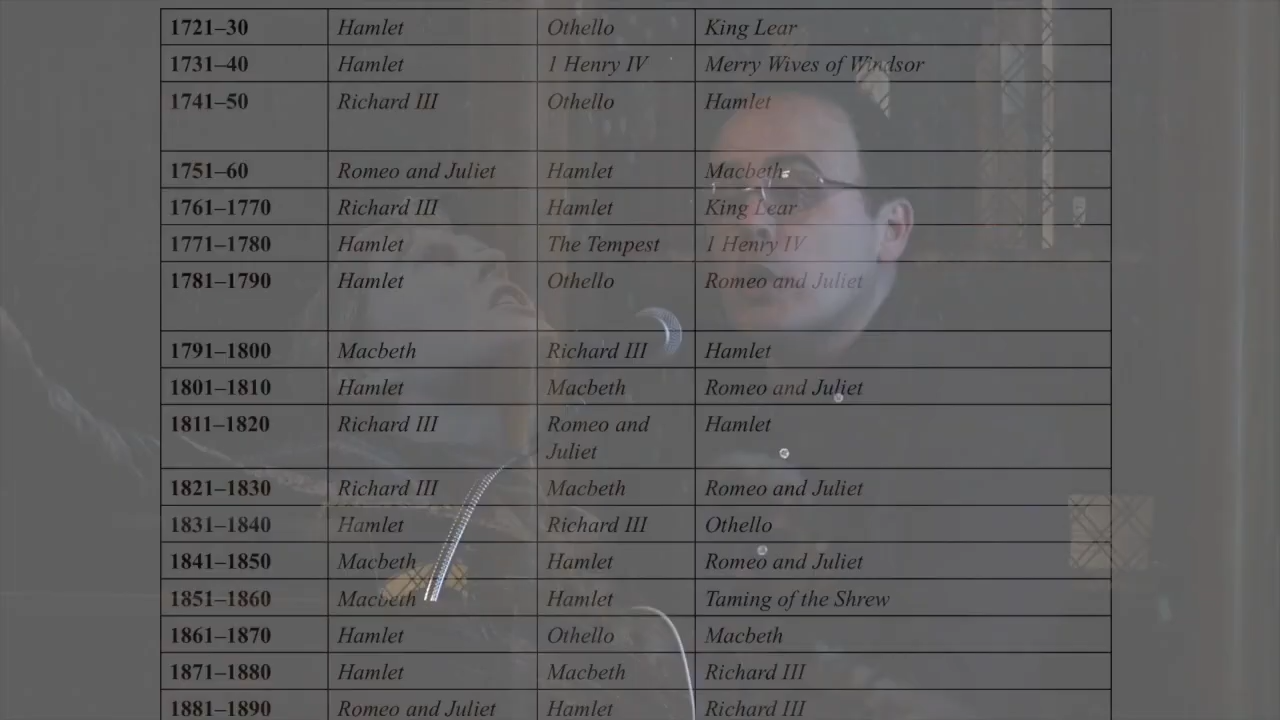 1721–30 Hamlet Othello King Lear
1731–40 Hamlet 1 Henry IV Merry Wives of Windsor
1741–50 Richard III Othello Hamlet
1751–60 Romeo and Juliet Hamlet Macbeth
1761–1770 Richard III Hamlet King Lear
1771–1780 Hamlet The Tempest 1 Henry IV
1781–1790 Hamlet Othello Romeo and Juliet
1791–1800 Macbeth Richard III Hamlet
1801–1810 Hamlet Macbeth Romeo and Juliet
1811–1820 Richard III Romeo and Hamlet
Juliet
1821–1830 Richard III Macbeth Romeo and Juliet
1831–1840 Hamlet Richard III Othello
1841–1850 Macbeth Hamlet Romeo and Juliet
1851–1860 Macbeth Hamlet Taming of the Shrew
1861–1870 Hamlet Othello Macbeth
1871–1880 Hamlet Macbeth Richard III
1881–1890 Romeo and Juliet Hamlet Richard III